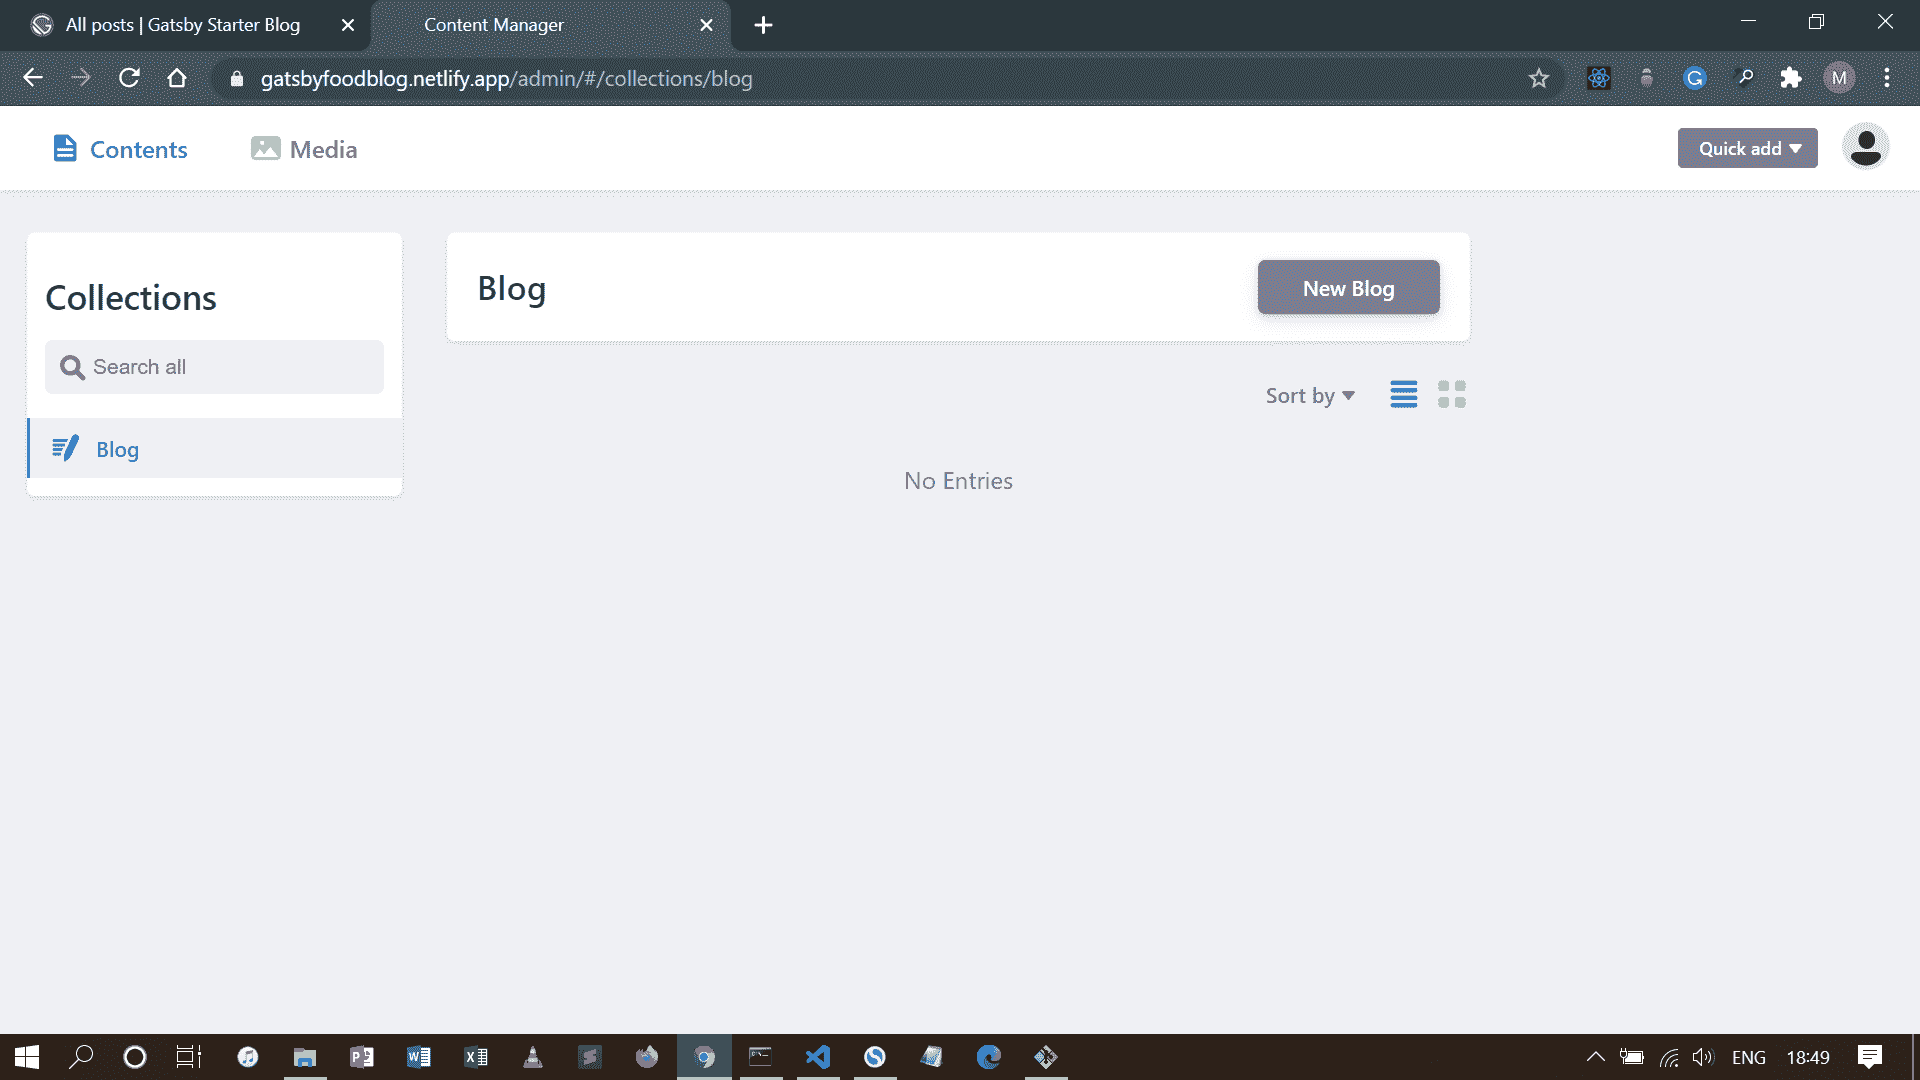 All posts | Gatsby Starter Blog
Content Manager
gatsbyfoodblog.netlify.app/admin/#/collections/blog
M
Contents
Media
Quick add
Collections
Search all
Blog
Blog
New Blog
Sort by
No Entries
ENG
18:49